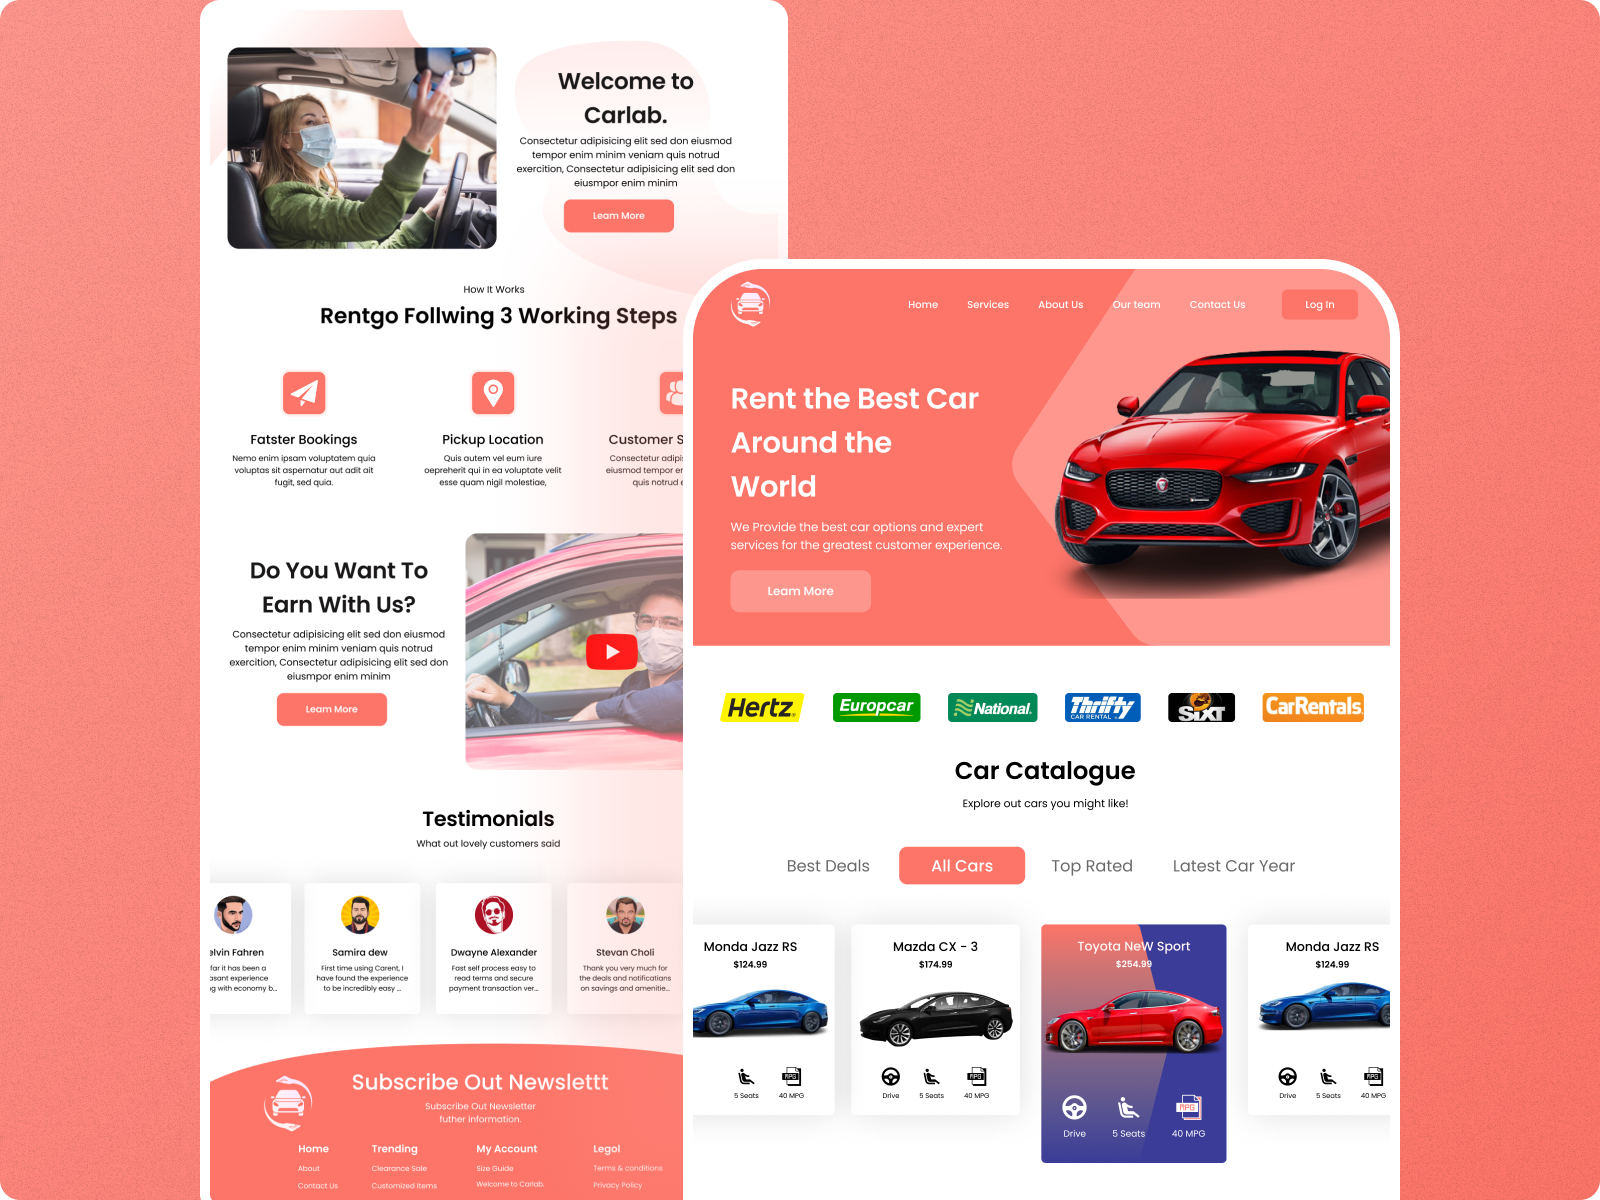 Welcome to
Carlab.
Consectetur adipisicing elit sed don eiusmod
tempor enim minim veniam quis notrud
exercition, Consectetur adipisicing elit sed don
eiusmpor enim minim
Learn More
How It Works
Rentgo Follwing 3 Working Steps
Fatster Bookings
Nemo enim ipsam voluptatem quia
voluptas sit aspernatur aut adit ait
fugit, sed quia.
Pickup Location
Quis autem vel eum iure
oepreherit qui in ea voluptate velit
esse quam nigil molestiae,
Customer S
Consectetur adipis
eiusmod tempor er
quis notrud e
Do You Want To
Earn With Us?
Consectetur adipisicing elit sed don eiusmod
tempor enim minim veniam quis notrud
exercition, Consectetur adipisicing elit sed don
eiusmpor enim minim
Learn More
Testimonials
What out lovely customers said
elvin Fahren
far it has been a
asant experience
g with economy b...
Samira dew
First time using Carent, I
have found the experience
to be incredibly easy ...
Dwayne Alexander
Fast self process easy to
read terms and secure
payment transaction ver...
Stevan Choli
Thank you very much for
the deals and notifications
on savings and amenitie...
Subscribe Out Newslettt
Subscribe Out Newsletter
futher information.
Home
About
Contact Us
Trending
Clearance Sale
Customized Items
My Account
Size Guide
Welcome to Carlab.
Legol
Terms & conditions
Privacy Policy
Home
Services
About Us
Our team
Contact Us
Log In
Rent the Best Car
Around the
World
We Provide the best car options and expert
services for the greatest customer experience.
Learn More
Hertz
Europcar
National
Thrifty
CAR RENTAL
SIXT
CarRentals
Car Catalogue
Explore out cars you might like!
Best Deals
All Cars
Top Rated
Latest Car Year
Monda Jazz RS
$124.99
5 Seats
MPG
40 MPG
Mazda CX - 3
$174.99
Drive
5 Seats
MPG
40 MPG
Toyota NeW Sport
$254.99
Drive
5 Seats
MPG
40 MPG
Monda Jazz RS
$124.99
Drive
5 Seats
MPG
40 MPG